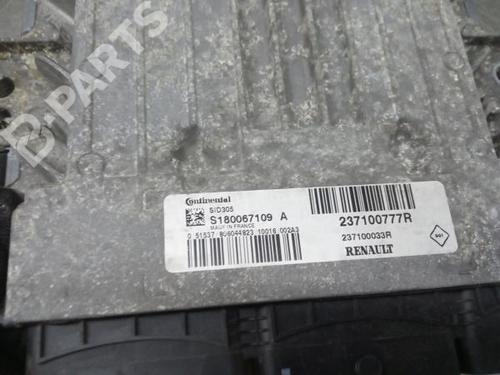 B-PARTS
Continental
SID305
S180067109 A
MADE IN FRANCE
237100777R
237100033R
RENAULT